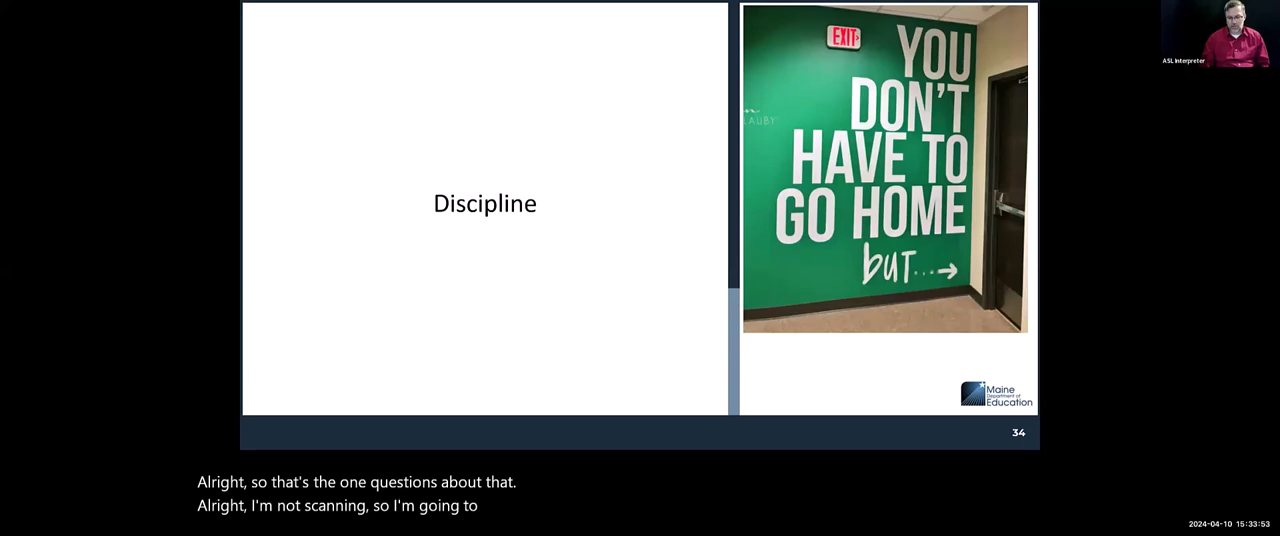 Discipline
EXIT
YOU
DON'T
HAVE TO
GO HOME
but...→
LAUBY
Maine
Department of
Education
34
ASL Interpreter
Alright, so that's the one questions about that.
Alright, I'm not scanning, so I'm going to
2024-04-10 15:33:53